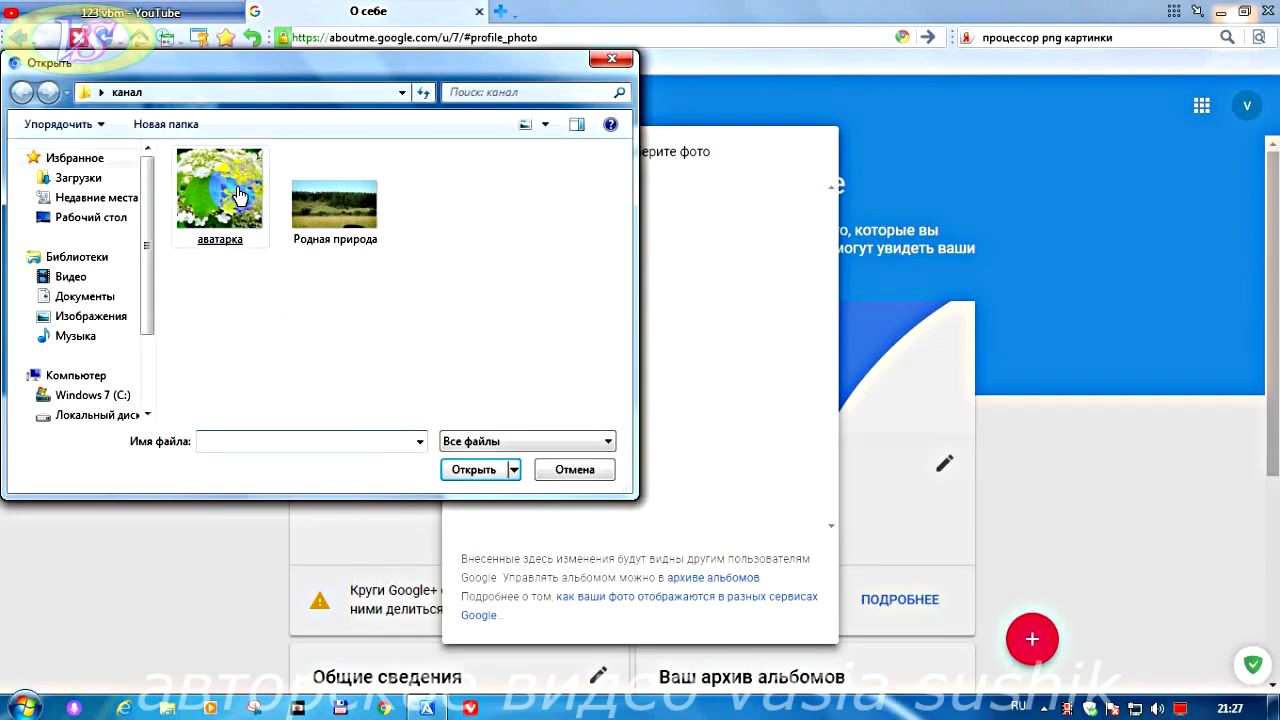 123 vbm - YouTube
О себе
https://aboutme.google.com/u/7/#profile_photo
процессор png картинки
Открыть
канал
Поиск: канал
Упорядочить
Новая папка
Избранное
Загрузки
Недавние места
Рабочий стол
Библиотеки
Видео
Документы
Изображения
Музыка
Компьютер
Windows 7 (C:)
Локальный диск
аватарка
Родная природа
Имя файла:
Все файлы
Открыть
Отмена
ерите фото
V
е
о, которые вы
могут увидеть ваши
Внесенные здесь изменения будут видны другим пользователям
Google. Управлять альбомом можно в архиве альбомов
Подробнее о том, как ваши фото отображаются в разных сервисах
Google...
Круги Google+
ними делиться
ПОДРОБНЕЕ
Общие сведения
Ваш архив альбомов
авторское видео vasia sushik
RU
21:27